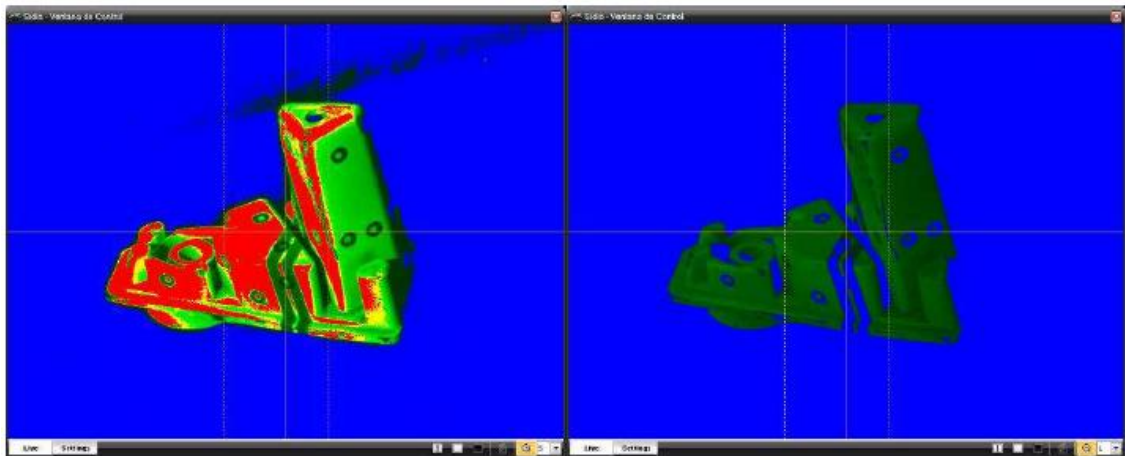 Sidio - Ventana de Control
Sidio - Ventana de Control
Live Settings
S
Live Settings
L